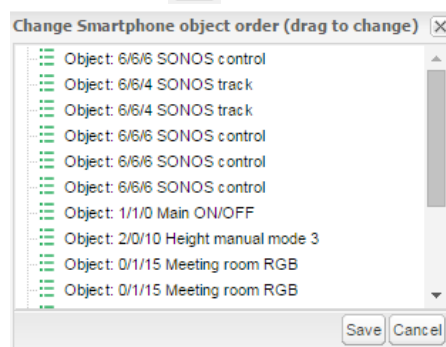 Change Smartphone object order (drag to change)
Object: 6/6/6 SONOS control
Object: 6/6/4 SONOS track
Object: 6/6/4 SONOS track
Object: 6/6/6 SONOS control
Object: 6/6/6 SONOS control
Object: 6/6/6 SONOS control
Object: 1/1/0 Main ON/OFF
Object: 2/0/10 Height manual mode 3
Object: 0/1/15 Meeting room RGB
Object: 0/1/15 Meeting room RGB
Save Cancel